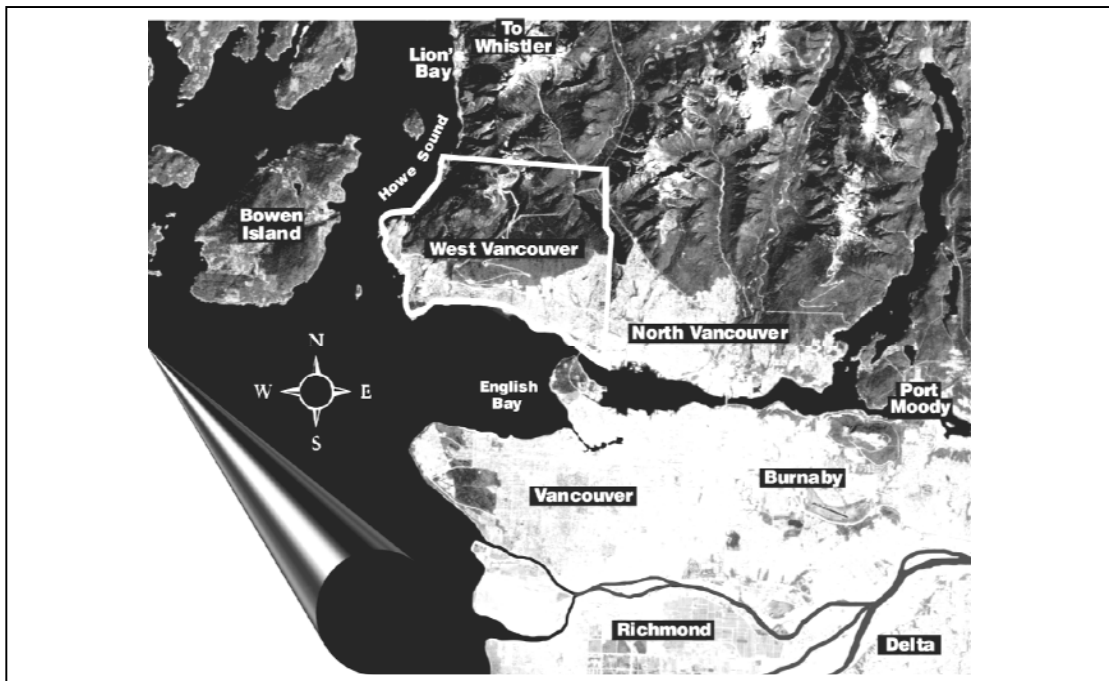 To
Whistler
Lion's
Bay
Howe Sound
Bowen
Island
West Vancouver
North Vancouver
N
W E
S
English
Bay
Port
Moody
Vancouver
Burnaby
Richmond
Delta